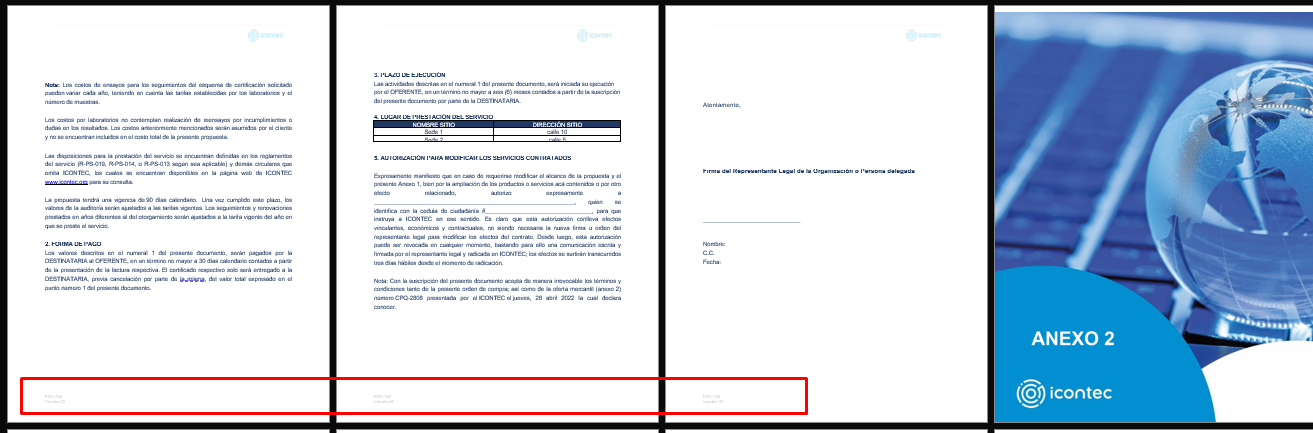 icontec
Nota: Los costos de ensayos para los seguimientos del esquema de certificación solicitado
pueden variar cada año, teniendo en cuenta las tarifas establecidas por los laboratorios y el
número de muestras.
Los costos por laboratorios no contemplan realización de reensayos por incumplimientos o
dudas en los resultados. Los costos anteriormente mencionados serán asumidos por el cliente
y no se encuentran incluidos en el costo total de la presente propuesta.
Las disposiciones para la prestación del servicio se encuentran definidas en los reglamentos
del servicio (R-PS-019, R-PS-014, o R-PS-013 según sea aplicable) y demás circulares que
emita ICONTEC, los cuales se encuentran disponibles en la página web de ICONTEC
www.icontec.org para su consulta.
La propuesta tendrá una vigencia de 90 días calendario. Una vez cumplido este plazo, los
valores de la auditoría serán ajustados a las tarifas vigentes. Los seguimientos y renovaciones
prestados en años diferentes al del otorgamiento serán ajustados a la tarifa vigente del año en
que se preste el servicio.
2. FORMA DE PAGO
Los valores descritos en el numeral 1 del presente documento, serán pagados por la
DESTINATARIA al OFERENTE, en un término no mayor a 30 días calendario contados a partir
de la presentación de la factura respectiva. El certificado respectivo solo será entregado a la
DESTINATARIA, previa cancelación por parte de la misma, del valor total expresado en el
punto número 1 del presente documento.
icontec
3. PLAZO DE EJECUCIÓN
Las actividades descritas en el numeral 1 del presente documento, será iniciada su ejecución
por el OFERENTE, en un término no mayor a seis (6) meses contados a partir de la suscripción
del presente documento por parte de la DESTINATARIA.
4. LUGAR DE PRESTACIÓN DEL SERVICIO
NOMBRE SITIO DIRECCIÓN SITIO
Sede 1 calle 10
Sede 2 calle 5
5. AUTORIZACIÓN PARA MODIFICAR LOS SERVICIOS CONTRATADOS
Expresamente manifiesto que en caso de requerirse modificar el alcance de la propuesta y el
presente Anexo 1, bien por la ampliación de los productos o servicios acá contenidos o por otro
efecto relacionado, autorizo expresamente a
, quien se
identifica con la cedula de ciudadanía #, para que
instruya a ICONTEC en ese sentido. Es claro que esta autorización conlleva efectos
vinculantes, económicos y contractuales, no siendo necesaria la nueva firma u orden del
representante legal para modificar los efectos del contrato. Desde luego, esta autorización
puede ser revocada en cualquier momento, bastando para ello una comunicación escrita y
firmada por el representante legal y radicada en ICONTEC; los efectos se surtirán transcurridos
tres días hábiles desde el momento de radicación.
Nota: Con la suscripción del presente documento acepta de manera irrevocable los términos y
condiciones tanto de la presente orden de compra; así como de la oferta mercantil (anexo 2)
número CPQ-2808 presentada por el ICONTEC el jueves, 28 abril 2022 la cual declara
conocer.
icontec
Atentamente,
Firma del Representante Legal de la Organización o Persona delegada
Nombre:
C.C.
Fecha:
ANEXO 2
icontec